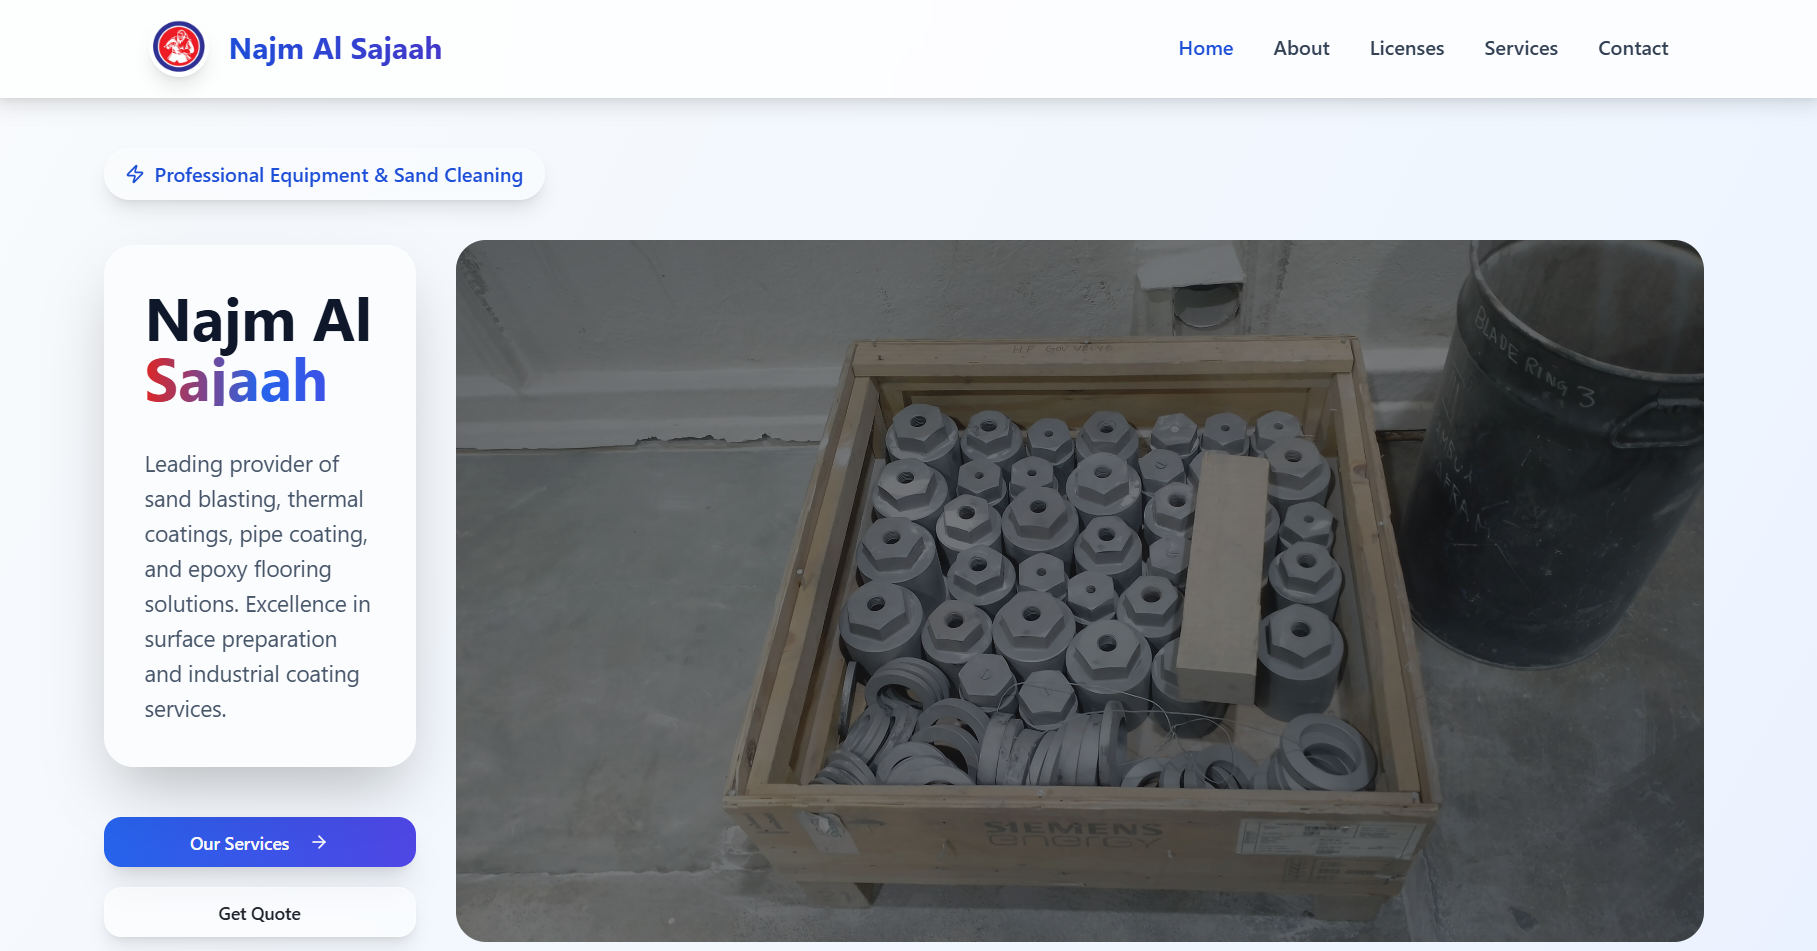 Najm Al Sajaah
Home
About
Licenses
Services
Contact
Professional Equipment & Sand Cleaning
Najm Al
Sajaah
Leading provider of
sand blasting, thermal
coatings, pipe coating,
and epoxy flooring
solutions. Excellence in
surface preparation
and industrial coating
services.
Our Services
Get Quote
H.P GOV VALVE
BLADE RING 3
SIEMENS
energy